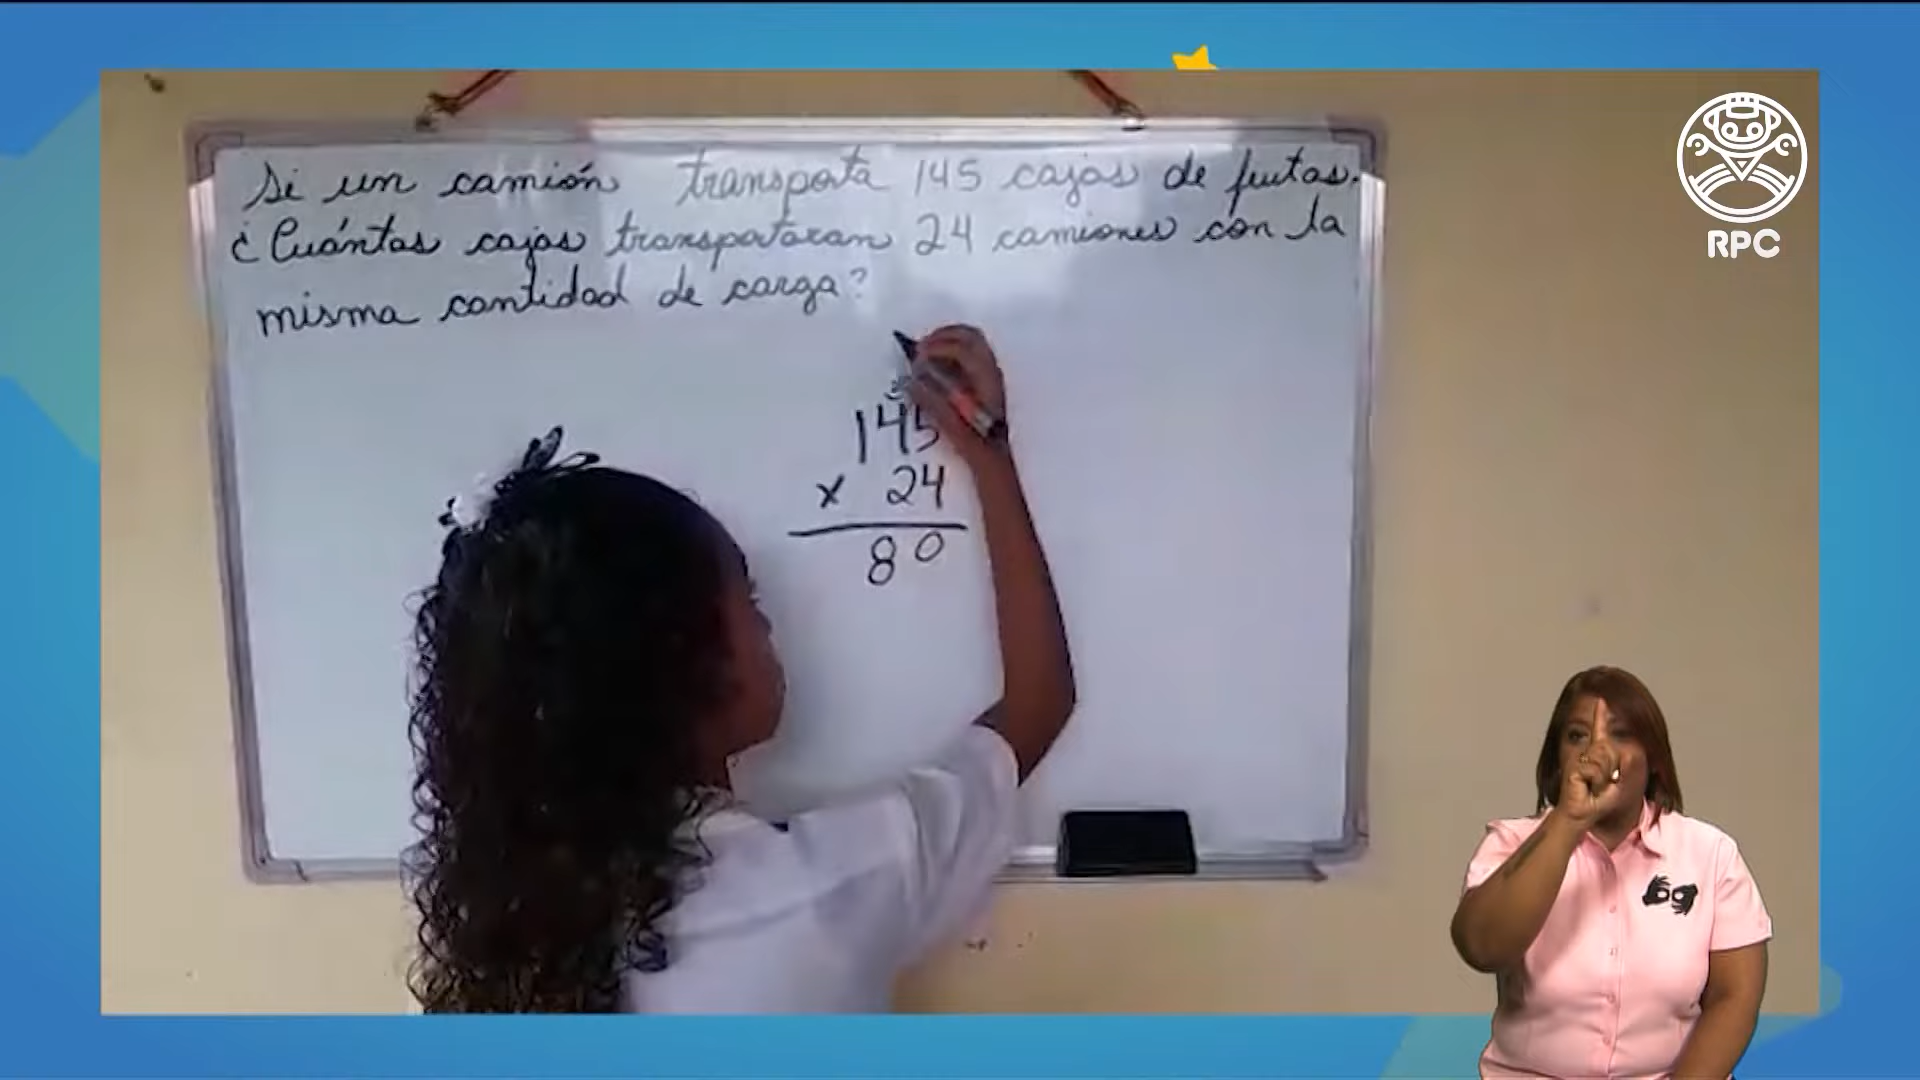 Si un camión transporta 145 cajas de frutas.
¿Cuántas cajas transportaran 24 camiones con la
misma cantidad de carga?
145
x 24
80
RPC